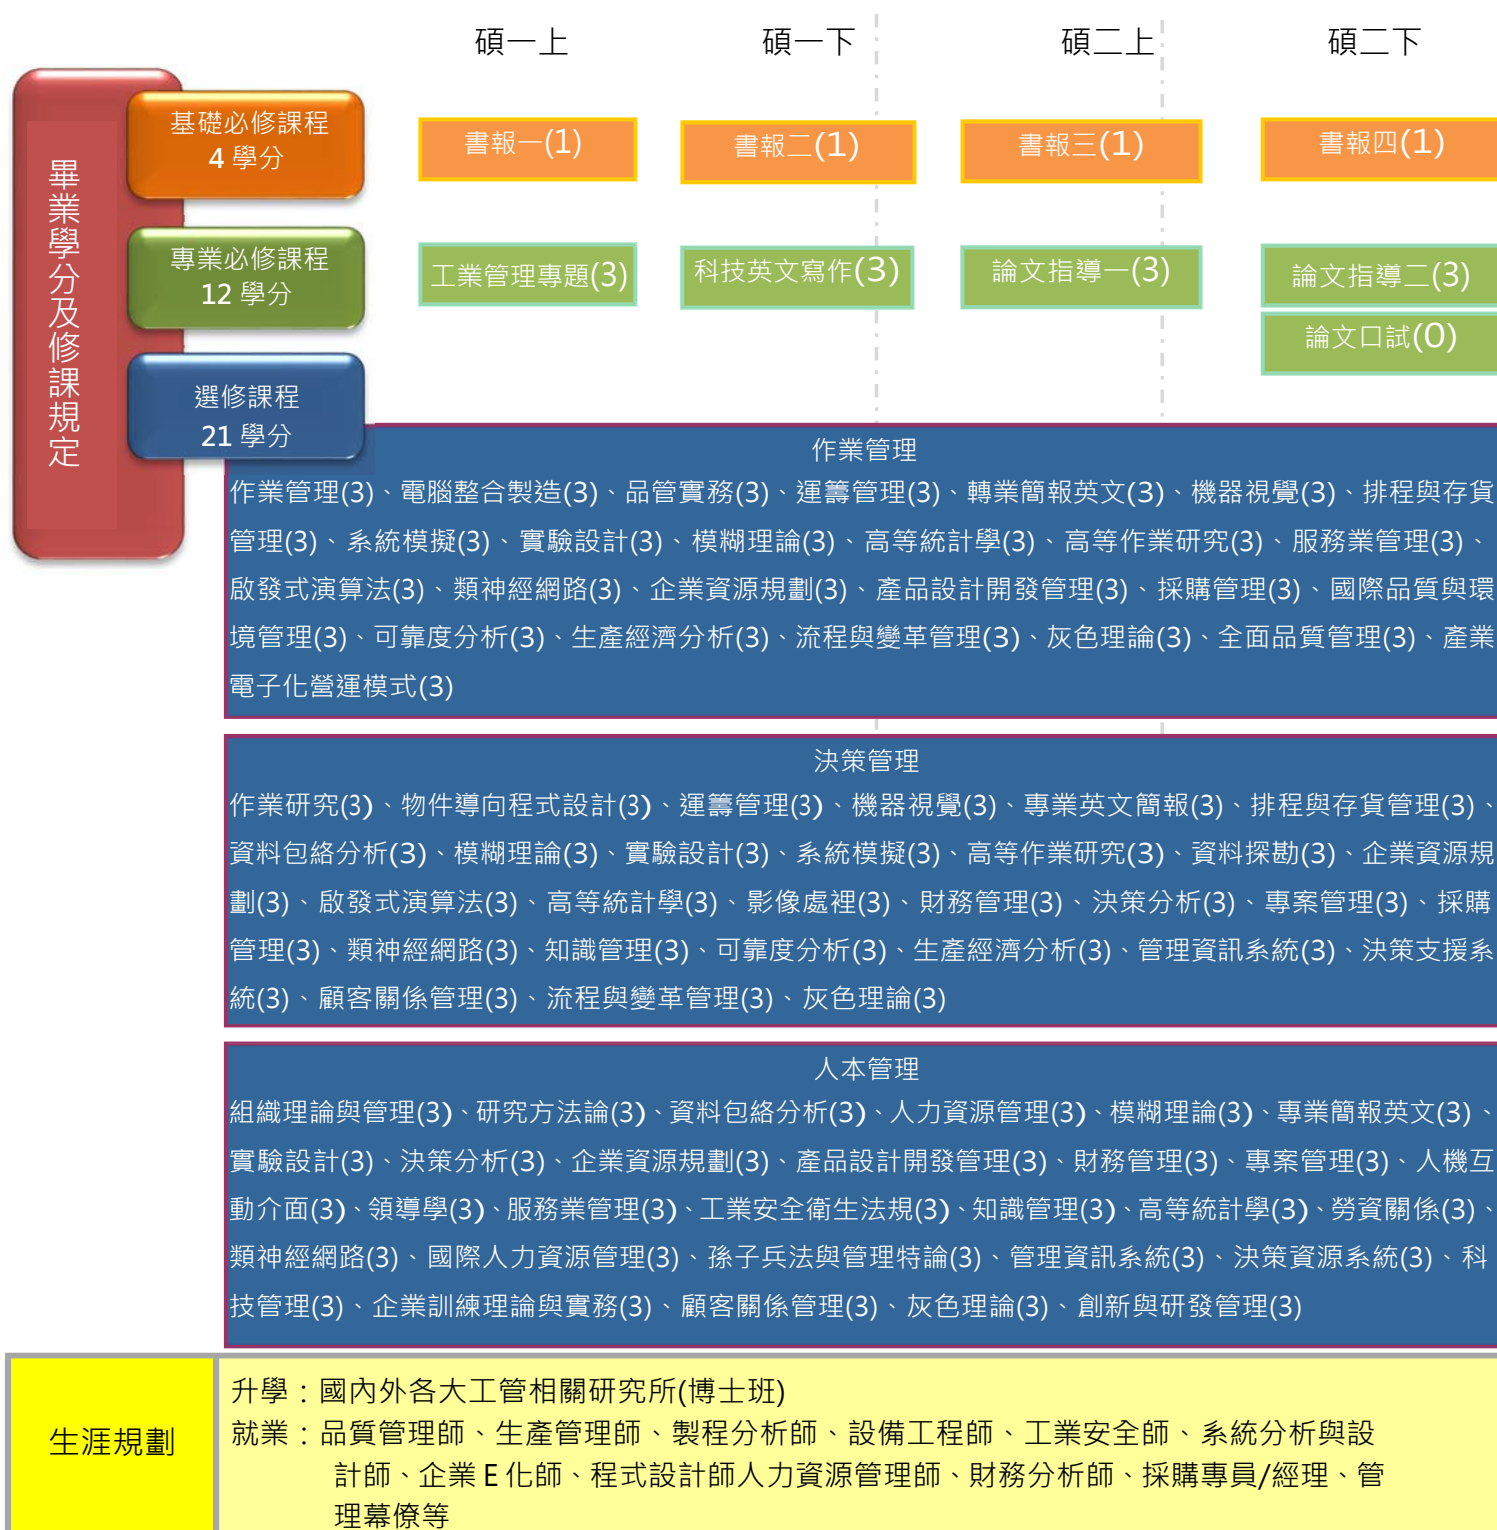 碩一上 碩一下 碩二上 碩二下
畢業學分及修課規定
基礎必修課程
4 學分
書報一(1) 書報二(1) 書報三(1) 書報四(1)
專業必修課程
12 學分
工業管理專題(3) 科技英文寫作(3) 論文指導一(3) 論文指導二(3)
論文口試(0)
選修課程
21 學分
作業管理
作業管理(3)、電腦整合製造(3)、品管實務(3)、運籌管理(3)、轉業簡報英文(3)、機器視覺(3)、排程與存貨
管理(3)、系統模擬(3)、實驗設計(3)、模糊理論(3)、高等統計學(3)、高等作業研究(3)、服務業管理(3)、
啟發式演算法(3)、類神經網路(3)、企業資源規劃(3)、產品設計開發管理(3)、採購管理(3)、國際品質與環
境管理(3)、可靠度分析(3)、生產經濟分析(3)、流程與變革管理(3)、灰色理論(3)、全面品質管理(3)、產業
電子化營運模式(3)
決策管理
作業研究(3)、物件導向程式設計(3)、運籌管理(3)、機器視覺(3)、專業英文簡報(3)、排程與存貨管理(3)、
資料包絡分析(3)、模糊理論(3)、實驗設計(3)、系統模擬(3)、高等作業研究(3)、資料探勘(3)、企業資源規
劃(3)、啟發式演算法(3)、高等統計學(3)、影像處裡(3)、財務管理(3)、決策分析(3)、專案管理(3)、採購
管理(3)、類神經網路(3)、知識管理(3)、可靠度分析(3)、生產經濟分析(3)、管理資訊系統(3)、決策支援系
統(3)、顧客關係管理(3)、流程與變革管理(3)、灰色理論(3)
人本管理
組織理論與管理(3)、研究方法論(3)、資料包絡分析(3)、人力資源管理(3)、模糊理論(3)、專業簡報英文(3)、
實驗設計(3)、決策分析(3)、企業資源規劃(3)、產品設計開發管理(3)、財務管理(3)、專案管理(3)、人機互
動介面(3)、領導學(3)、服務業管理(3)、工業安全衛生法規(3)、知識管理(3)、高等統計學(3)、勞資關係(3)、
類神經網路(3)、國際人力資源管理(3)、孫子兵法與管理特論(3)、管理資訊系統(3)、決策資源系統(3)、科
技管理(3)、企業訓練理論與實務(3)、顧客關係管理(3)、灰色理論(3)、創新與研發管理(3)
生涯規劃
升學：國內外各大工管相關研究所(博士班)
就業：品質管理師、生產管理師、製程分析師、設備工程師、工業安全師、系統分析與設
計師、企業 E 化師、程式設計師人力資源管理師、財務分析師、採購專員/經理、管
理幕僚等